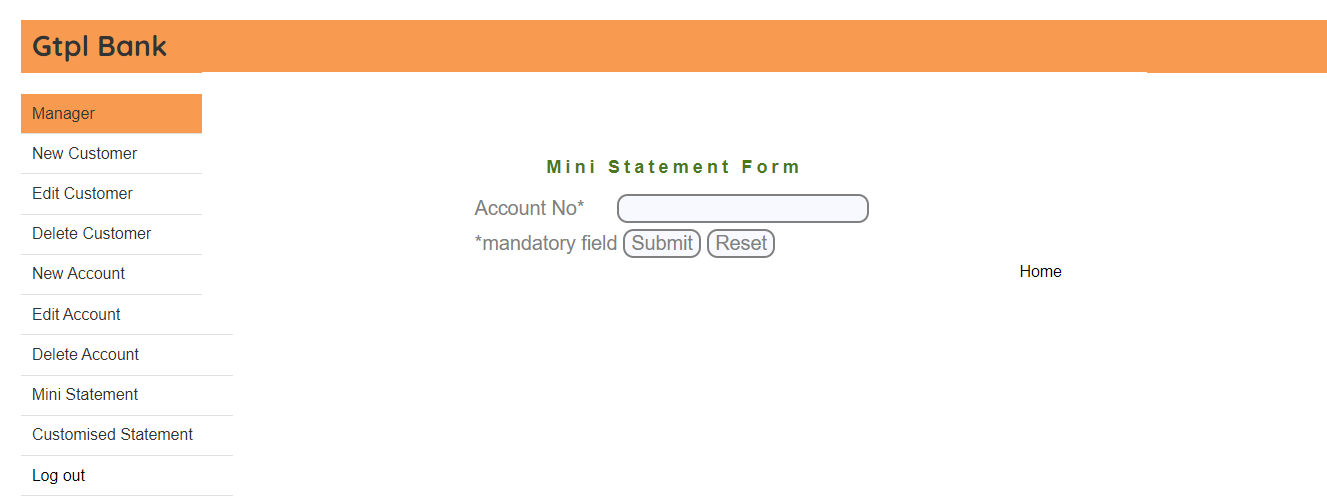 Gtpl Bank
Manager
New Customer
Edit Customer
Delete Customer
New Account
Edit Account
Delete Account
Mini Statement
Customised Statement
Log out
Mini Statement Form
Account No*
*mandatory field Submit Reset
Home